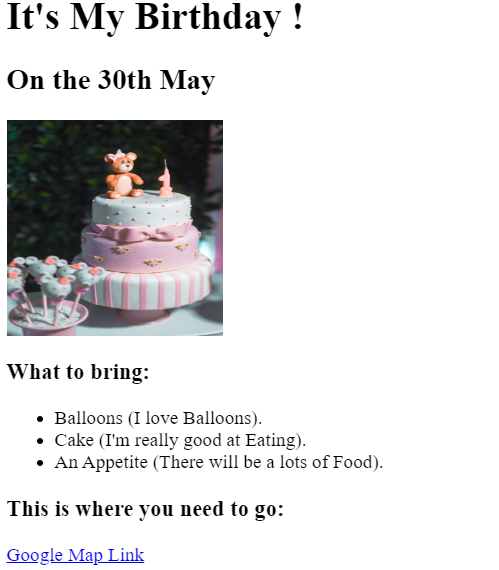 It's My Birthday !
On the 30th May
1
What to bring:
Balloons (I love Balloons).
Cake (I'm really good at Eating).
An Appetite (There will be a lots of Food).
This is where you need to go:
Google Map Link